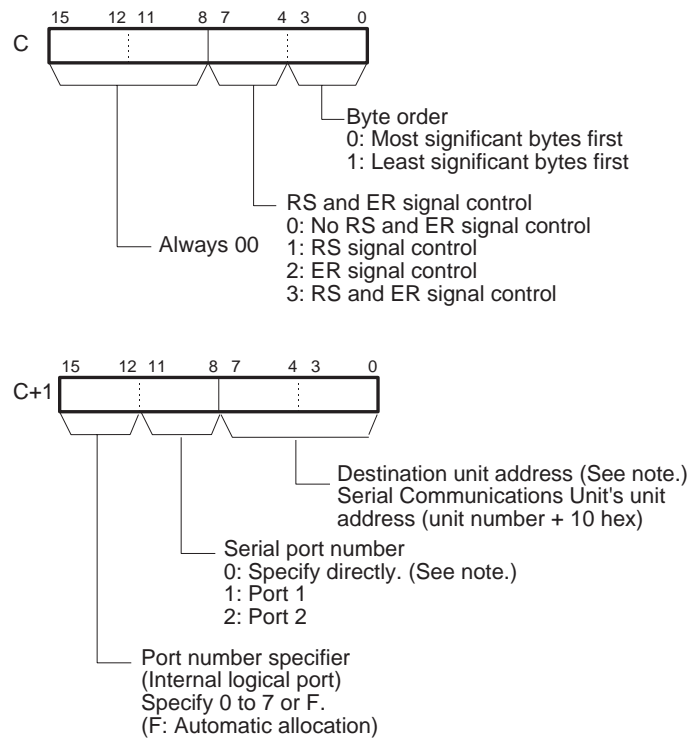 15 12 11 8 7 4 3 0
C
Byte order
0: Most significant bytes first
1: Least significant bytes first
RS and ER signal control
0: No RS and ER signal control
Always 00
1: RS signal control
2: ER signal control
3: RS and ER signal control
15 12 11 8 7 4 3 0
C+1
Destination unit address (See note.)
Serial Communications Unit's unit
address (unit number + 10 hex)
Serial port number
0: Specify directly. (See note.)
1: Port 1
2: Port 2
Port number specifier
(Internal logical port)
Specify 0 to 7 or F.
(F: Automatic allocation)